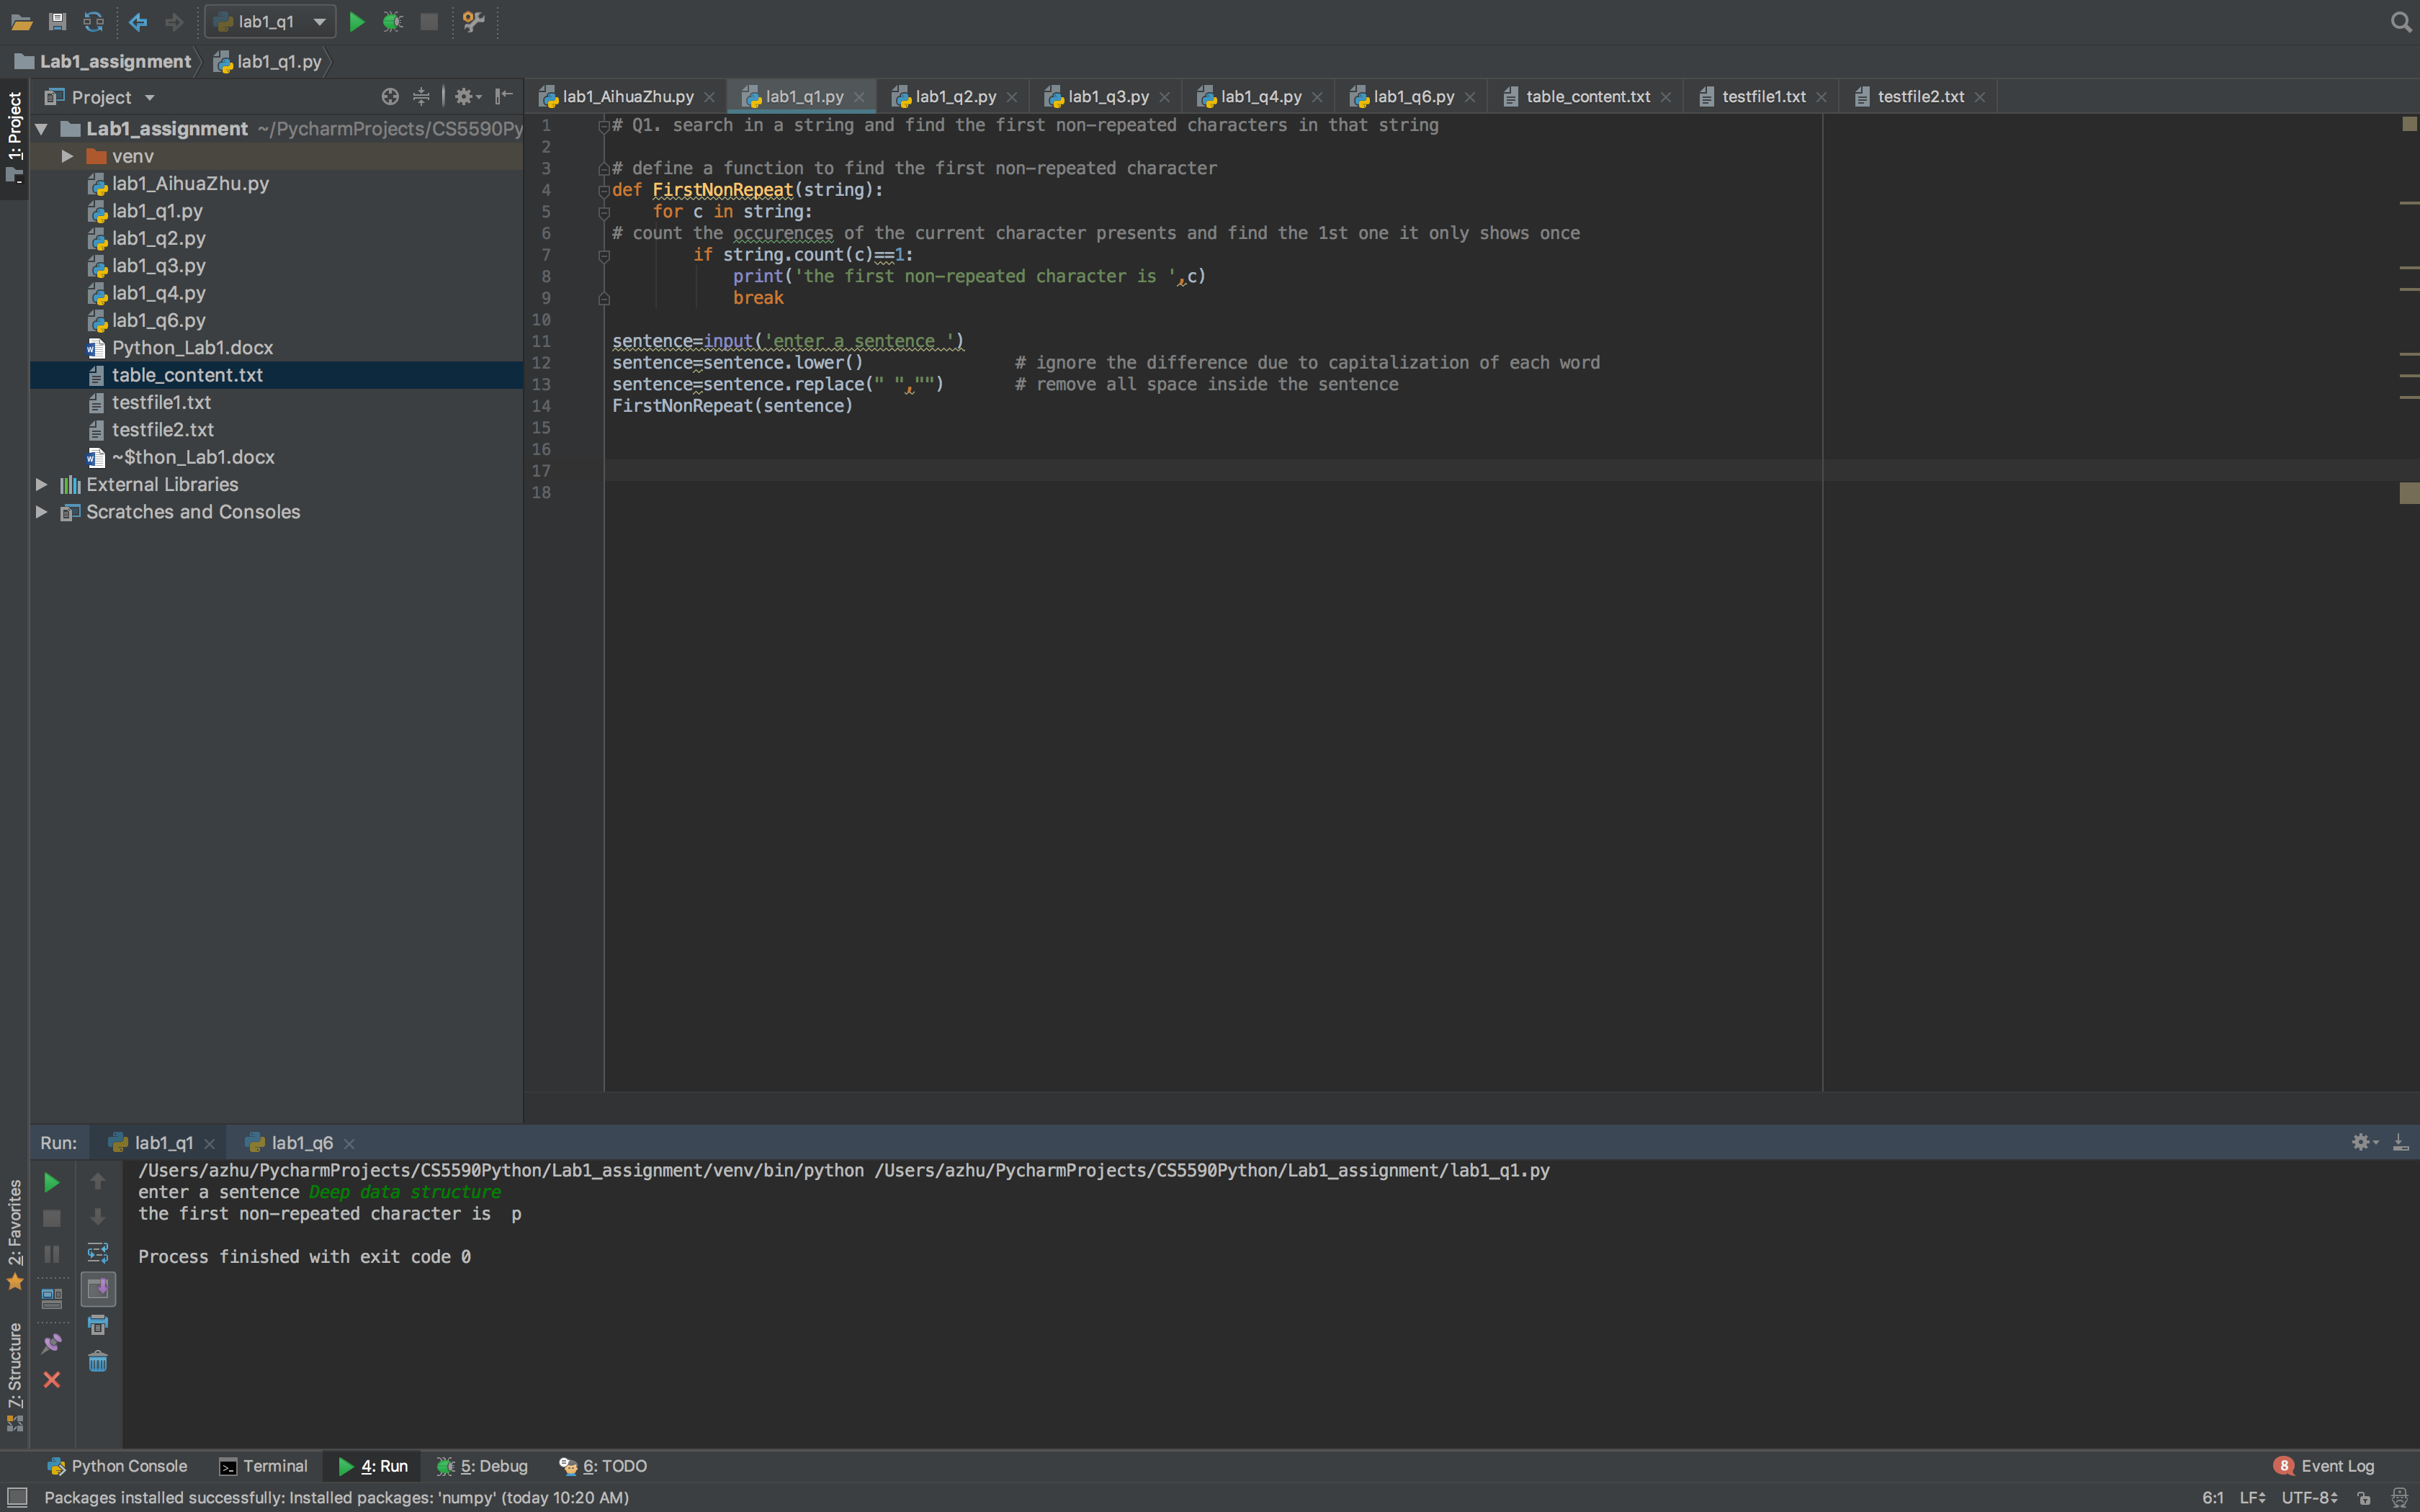 lab1_q1
Lab1_assignment lab1_q1.py
1: Project
Project
lab1_AihuaZhu.py lab1_q1.py lab1_q2.py lab1_q3.py lab1_q4.py lab1_q6.py table_content.txt testfile1.txt testfile2.txt
Lab1_assignment ~/PycharmProjects/CS5590Py
venv
lab1_AihuaZhu.py
lab1_q1.py
lab1_q2.py
lab1_q3.py
lab1_q4.py
lab1_q6.py
Python_Lab1.docx
table_content.txt
testfile1.txt
testfile2.txt
~$thon_Lab1.docx
External Libraries
Scratches and Consoles
1 # Q1. search in a string and find the first non-repeated characters in that string
2
3 # define a function to find the first non-repeated character
4 def FirstNonRepeat(string):
5 for c in string:
6 # count the occurences of the current character presents and find the 1st one it only shows once
7 if string.count(c)==1:
8 print('the first non-repeated character is ',c)
9 break
10
11 sentence=input('enter a sentence ')
12 sentence=sentence.lower() # ignore the difference due to capitalization of each word
13 sentence=sentence.replace(" ","") # remove all space inside the sentence
14 FirstNonRepeat(sentence)
15
16
17
18
Run: lab1_q1 lab1_q6
/Users/azhu/PycharmProjects/CS5590Python/Lab1_assignment/venv/bin/python /Users/azhu/PycharmProjects/CS5590Python/Lab1_assignment/lab1_q1.py
enter a sentence Deep data structure
the first non-repeated character is  p
Process finished with exit code 0
2: Favorites
7: Structure
Python Console Terminal 4: Run 5: Debug 6: TODO 8 Event Log
Packages installed successfully: Installed packages: 'numpy' (today 10:20 AM) 6:1 LF UTF-8